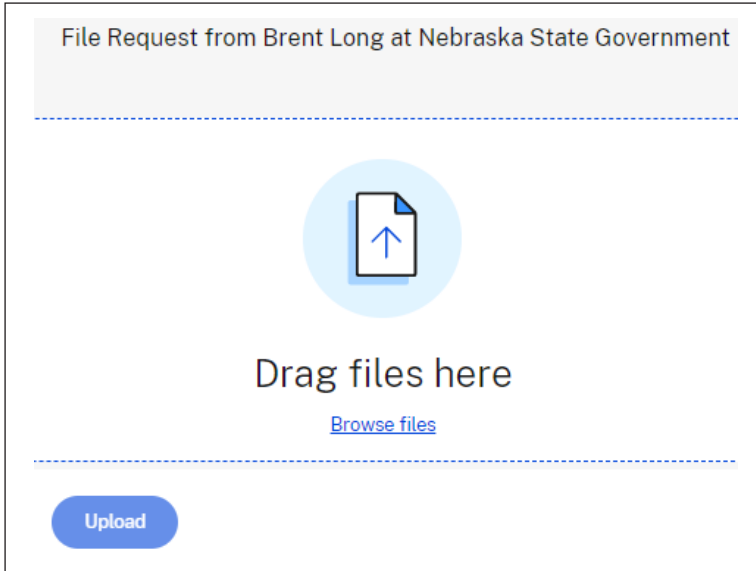 File Request from Brent Long at Nebraska State Government
Drag files here
Browse files
Upload